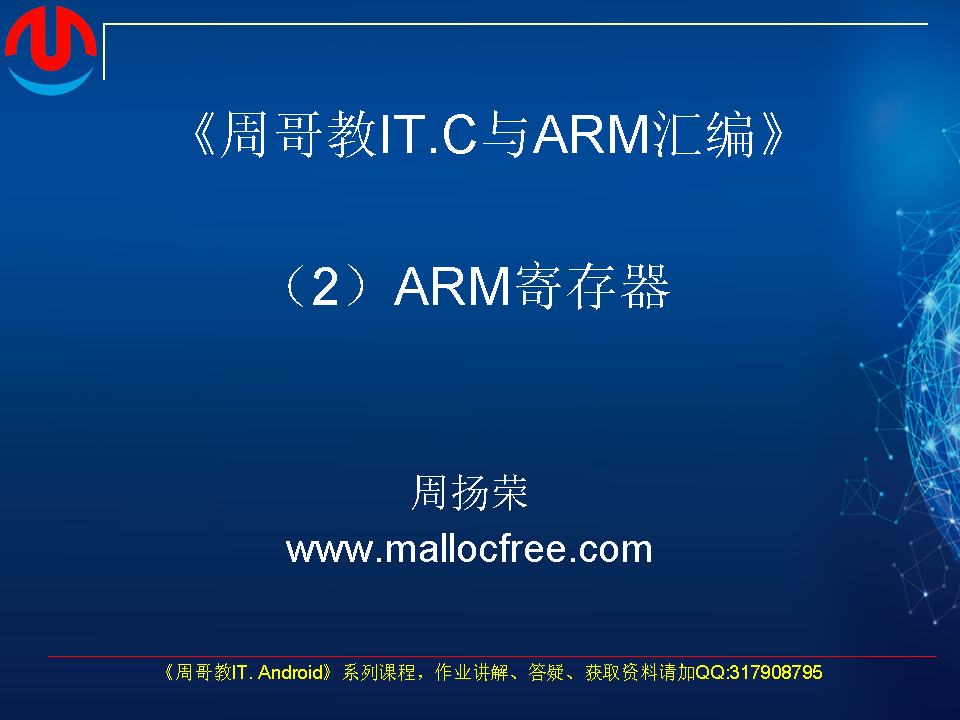 《周哥教IT.C与ARM汇编》
（2）ARM寄存器
周扬荣
www.mallocfree.com
《周哥教IT. Android》系列课程，作业讲解、答疑、获取资料请加QQ:317908795